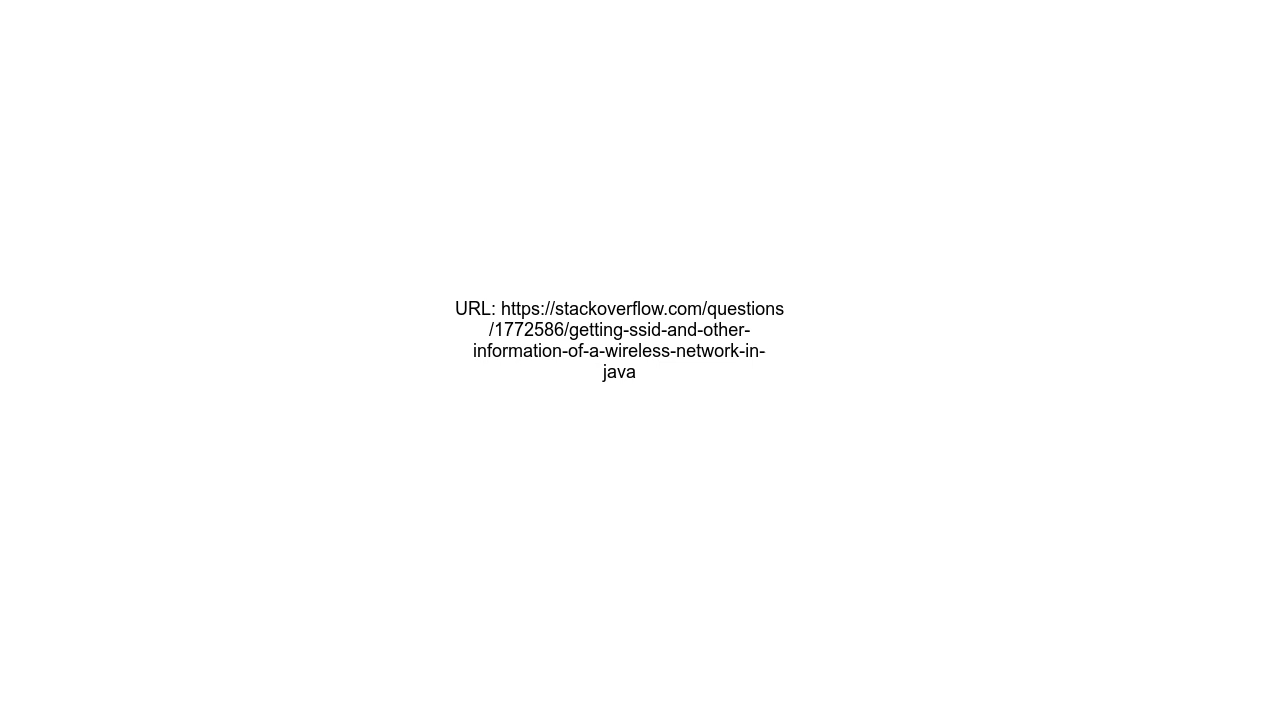 URL: https://stackoverflow.com/questions
/1772586/getting-ssid-and-other-
information-of-a-wireless-network-in-
java